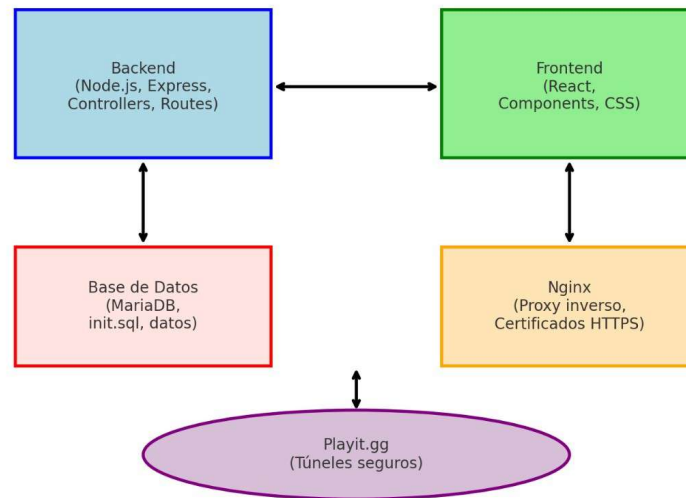 Backend
(Node.js, Express,
Controllers, Routes)
Frontend
(React,
Components, CSS)
Base de Datos
(MariaDB,
init.sql, datos)
Nginx
(Proxy inverso,
Certificados HTTPS)
Playit.gg
(Túneles seguros)